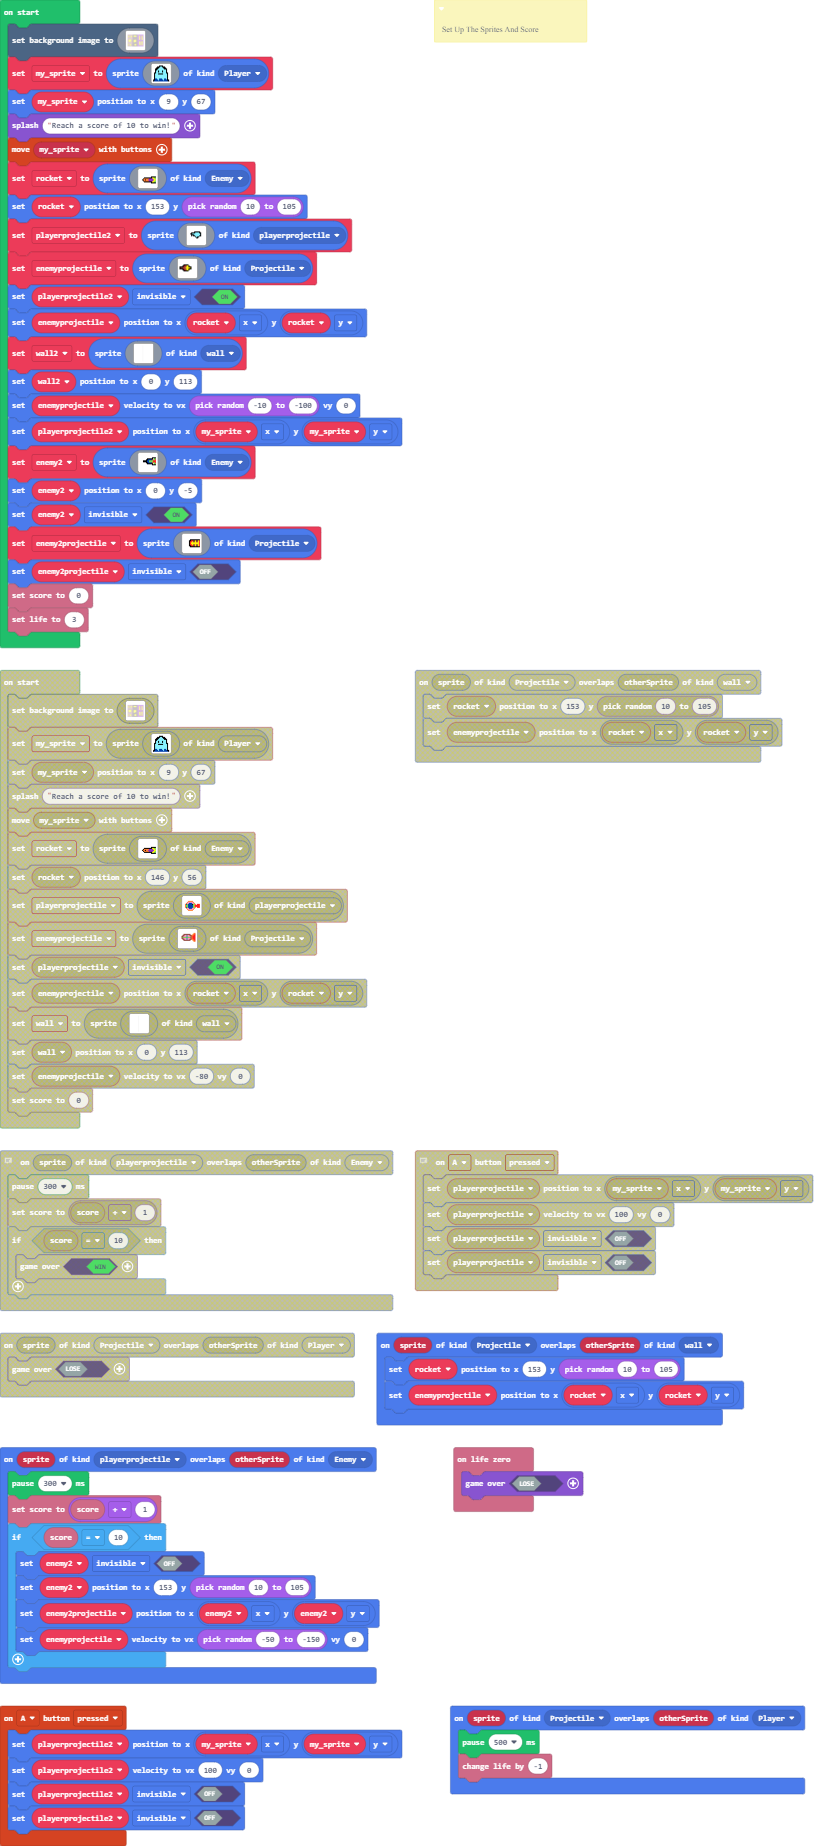 on start
Set Up The Sprites And Score
set background image to
set my_sprite to sprite of kind Player
set my_sprite position to x 9 y 67
splash "Reach a score of 10 to win!"
move my_sprite with buttons
set rocket to sprite of kind Enemy
set rocket position to x 153 y pick random 10 to 105
set playerprojectile2 to sprite of kind playerprojectile
set enemyprojectile to sprite of kind Projectile
set playerprojectile2 invisible ON
set enemyprojectile position to x rocket x y rocket y
set wall2 to sprite of kind wall
set wall2 position to x 0 y 113
set enemyprojectile velocity to vx pick random -10 to -100 vy 0
set playerprojectile2 position to x my_sprite x y my_sprite y
set enemy2 to sprite of kind Enemy
set enemy2 position to x 0 y -5
set enemy2 invisible ON
set enemy2projectile to sprite of kind Projectile
set enemy2projectile invisible OFF
set score to 0
set life to 3
on start
set background image to
set my_sprite to sprite of kind Player
set my_sprite position to x 9 y 67
splash "Reach a score of 10 to win!"
move my_sprite with buttons
set rocket to sprite of kind Enemy
set rocket position to x 146 y 56
set playerprojectile to sprite of kind playerprojectile
set enemyprojectile to sprite of kind Projectile
set playerprojectile invisible ON
set enemyprojectile position to x rocket x y rocket y
set wall to sprite of kind wall
set wall position to x 0 y 113
set enemyprojectile velocity to vx -80 vy 0
set score to 0
on sprite of kind Projectile overlaps otherSprite of kind wall
set rocket position to x 153 y pick random 10 to 105
set enemyprojectile position to x rocket x y rocket y
on sprite of kind playerprojectile overlaps otherSprite of kind Enemy
pause 300 ms
set score to score + 1
if score = 10 then
game over WIN
on A button pressed
set playerprojectile position to x my_sprite x y my_sprite y
set playerprojectile velocity to vx 100 vy 0
set playerprojectile invisible OFF
set playerprojectile invisible OFF
on sprite of kind Projectile overlaps otherSprite of kind Player
game over LOSE
on sprite of kind Projectile overlaps otherSprite of kind wall
set rocket position to x 153 y pick random 10 to 105
set enemyprojectile position to x rocket x y rocket y
on sprite of kind playerprojectile overlaps otherSprite of kind Enemy
pause 300 ms
set score to score + 1
if score = 10 then
set enemy2 invisible OFF
set enemy2 position to x 153 y pick random 10 to 105
set enemy2projectile position to x enemy2 x y enemy2 y
set enemyprojectile velocity to vx pick random -50 to -150 vy 0
on life zero
game over LOSE
on A button pressed
set playerprojectile2 position to x my_sprite x y my_sprite y
set playerprojectile2 velocity to vx 100 vy 0
set playerprojectile2 invisible OFF
set playerprojectile2 invisible OFF
on sprite of kind Projectile overlaps otherSprite of kind Player
pause 500 ms
change life by -1